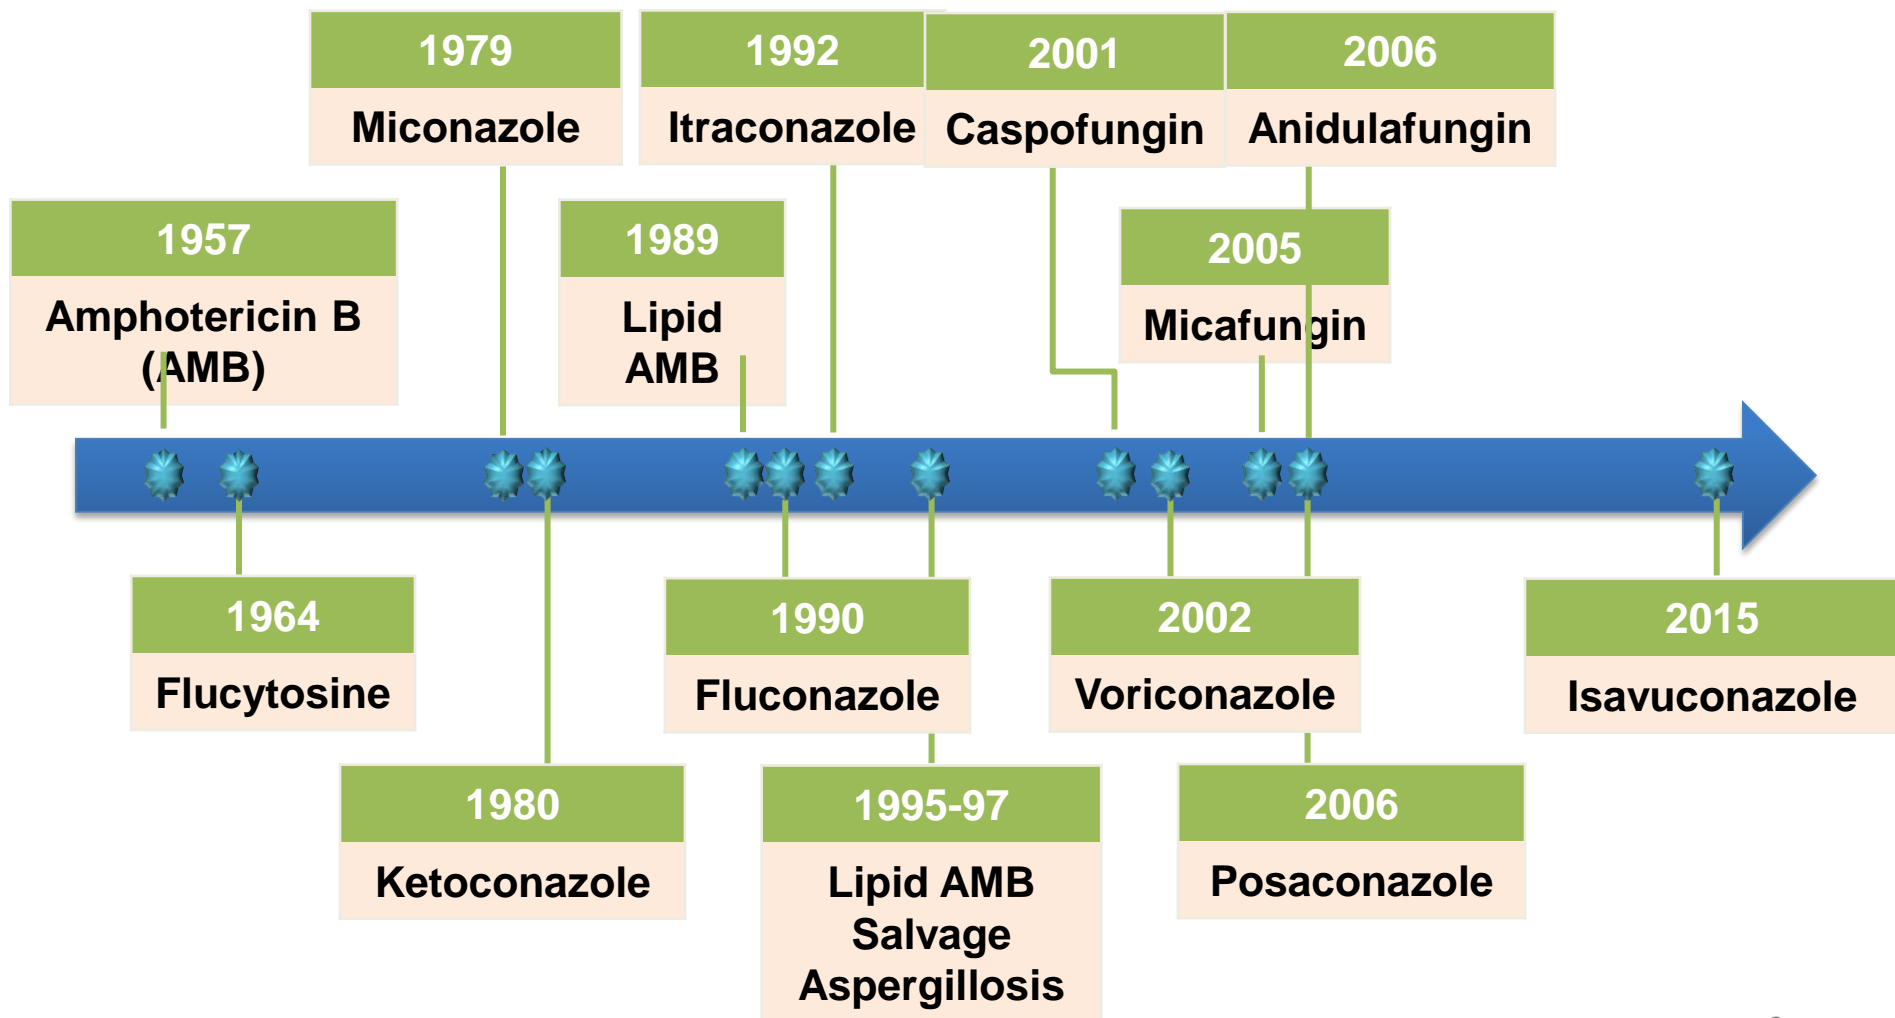 1979
Miconazole
1992
Itraconazole
2001
Caspofungin
2006
Anidulafungin
1957
Amphotericin B
(AMB)
1989
Lipid
AMB
2005
Micafungin
1964
Flucytosine
1990
Fluconazole
2002
Voriconazole
2015
Isavuconazole
1980
Ketoconazole
1995-97
Lipid AMB
Salvage
Aspergillosis
2006
Posaconazole